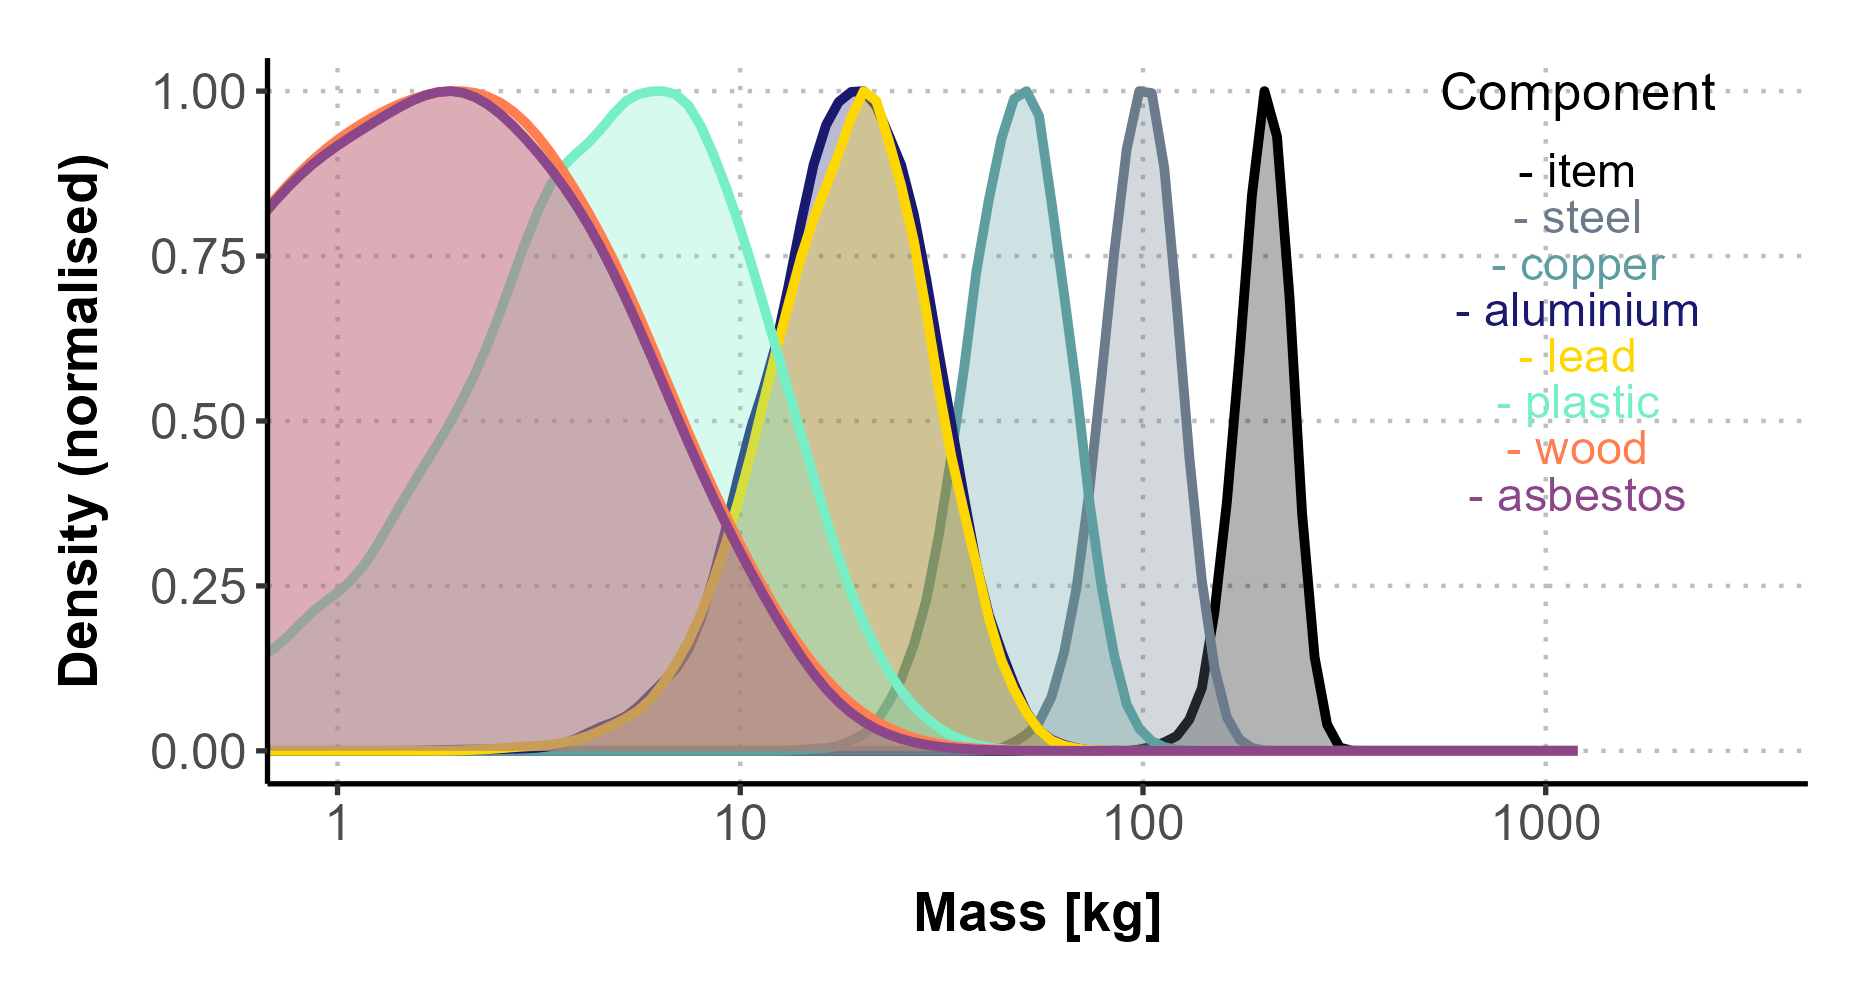 Density (normalised)
1.00
0.75
0.50
0.25
0.00
1
10
100
1000
Mass [kg]
Component
- item
- steel
- copper
- aluminium
- lead
- plastic
- wood
- asbestos